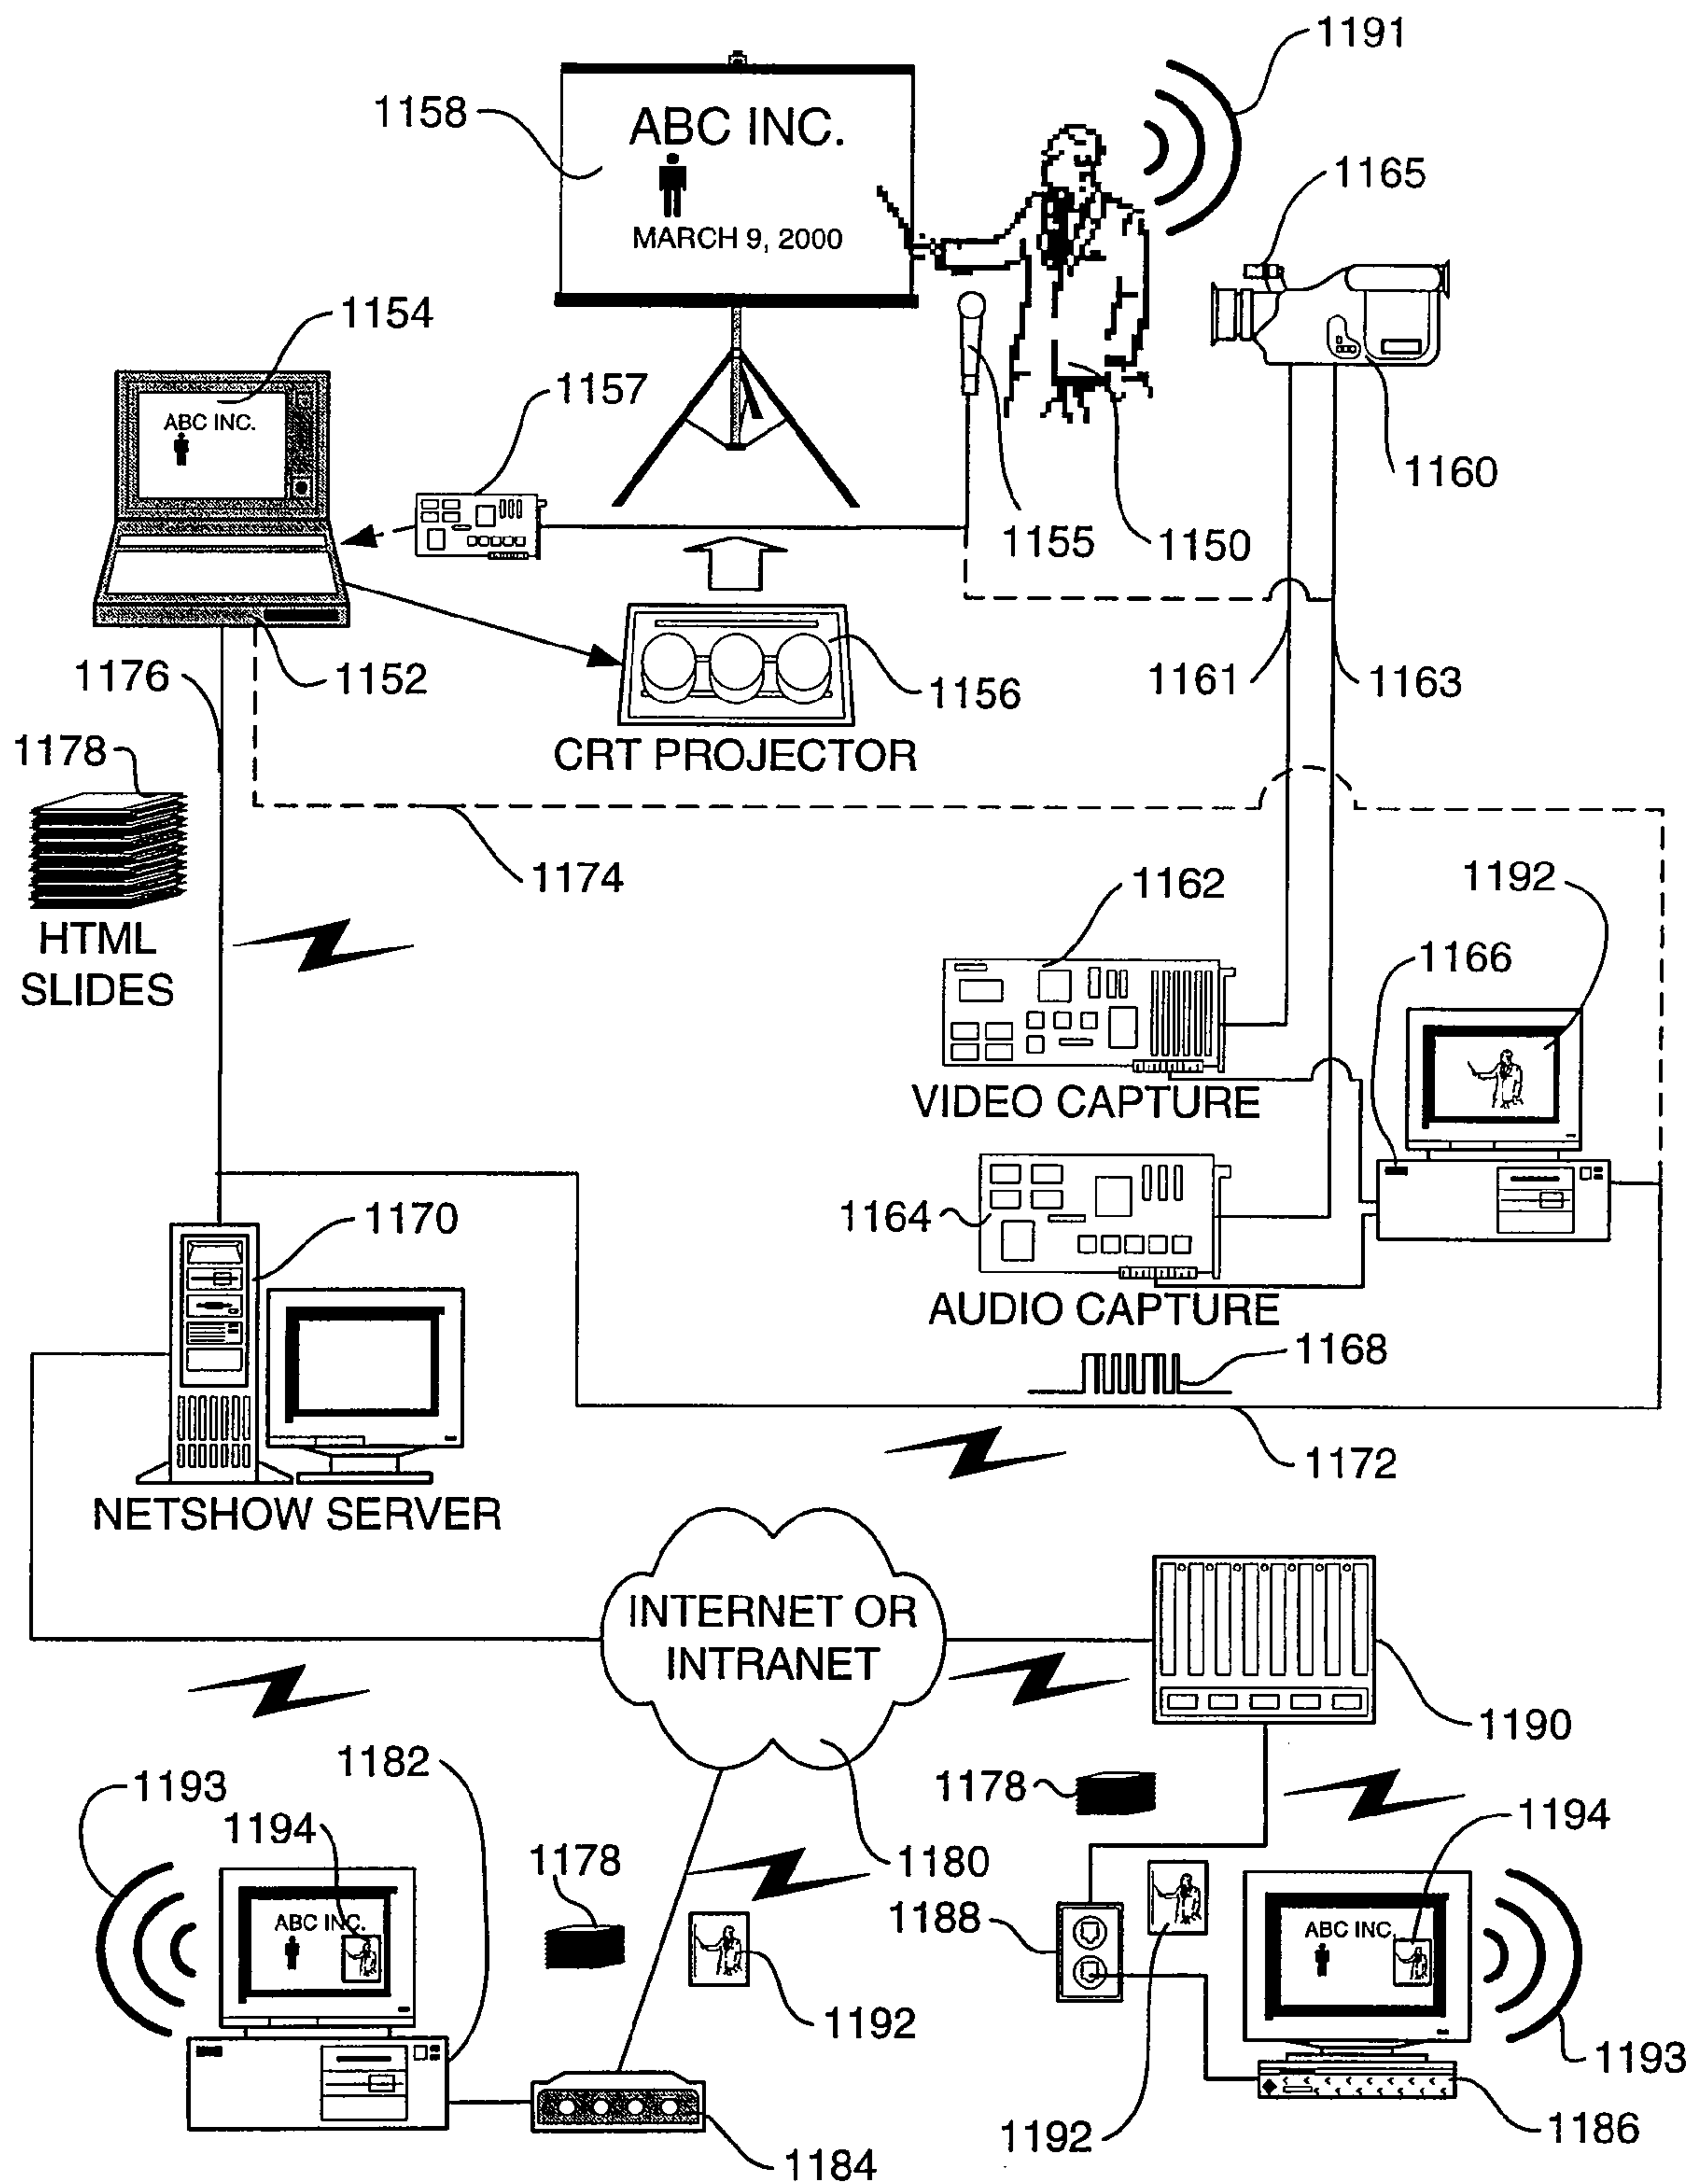 1191
1158
ABC INC.
MARCH 9, 2000
1165
1154
ABC INC.
1157
1160
1155
1150
1176
1152
1156
1161
1163
CRT PROJECTOR
1178
HTML
SLIDES
1174
1162
1192
1166
VIDEO CAPTURE
1164
1170
AUDIO CAPTURE
1168
1172
NETSHOW SERVER
INTERNET OR
INTRANET
1190
1182
1193
1194
1178
1180
1178
1194
ABC INC.
1188
ABC INC.
1192
1193
1184
1192
1186